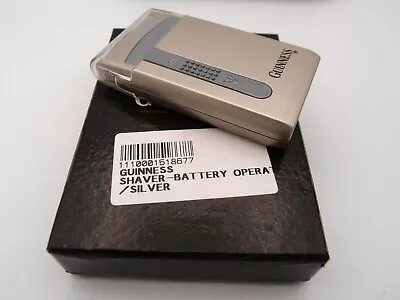 GUINNESS
1110001518677
GUINNESS
SHAVER-BATTERY OPERAT
/SILVER